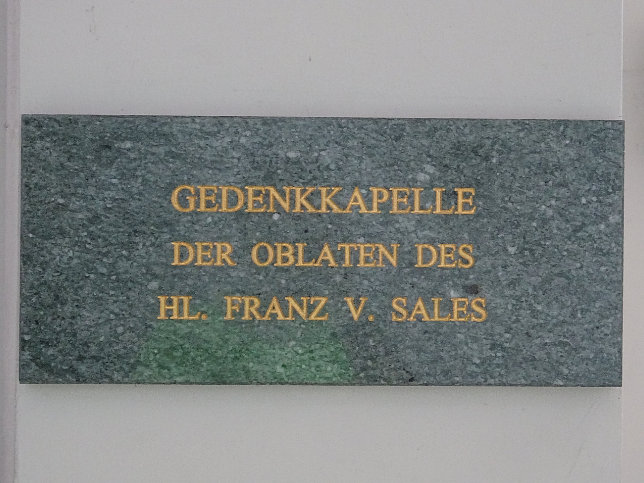 GEDENKKAPELLE
DER OBLATEN DES
HL. FRANZ V. SALES